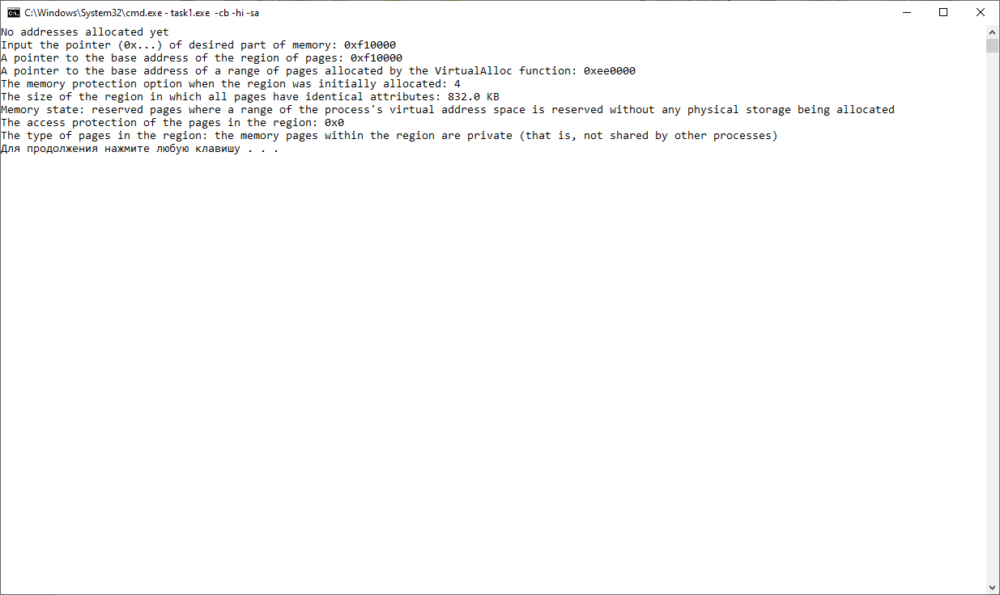 C:\Windows\System32\cmd.exe - task1.exe -cb -hi -sa
No addresses allocated yet
Input the pointer (0x...) of desired part of memory: 0xf10000
A pointer to the base address of the region of pages: 0xf10000
A pointer to the base address of a range of pages allocated by the VirtualAlloc function: 0xee0000
The memory protection option when the region was initially allocated: 4
The size of the region in which all pages have identical attributes: 832.0 KB
Memory state: reserved pages where a range of the process's virtual address space is reserved without any physical storage being allocated
The access protection of the pages in the region: 0x0
The type of pages in the region: the memory pages within the region are private (that is, not shared by other processes)
Для продолжения нажмите любую клавишу . . .